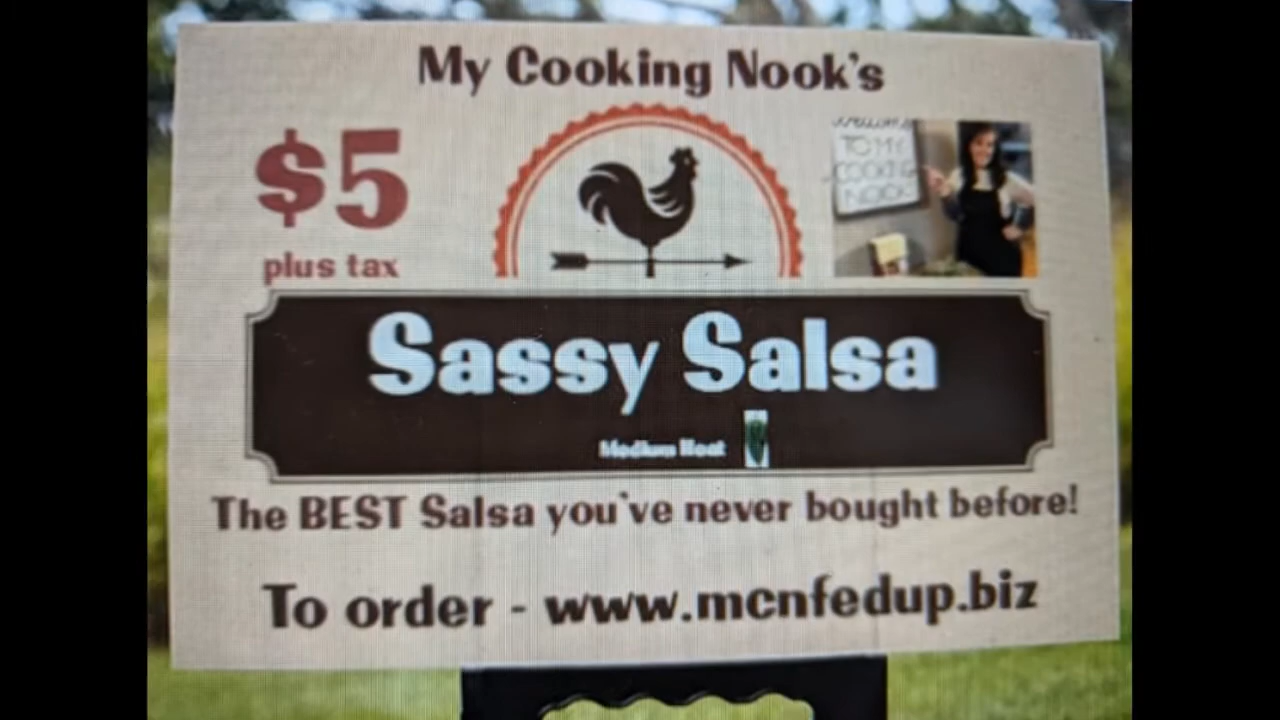 My Cooking Nook's
$5
plus tax
TO MY
COOKING
NOOK
Sassy Salsa
Medium Heat
The BEST Salsa you've never bought before!
To order - www.mcnfedup.biz